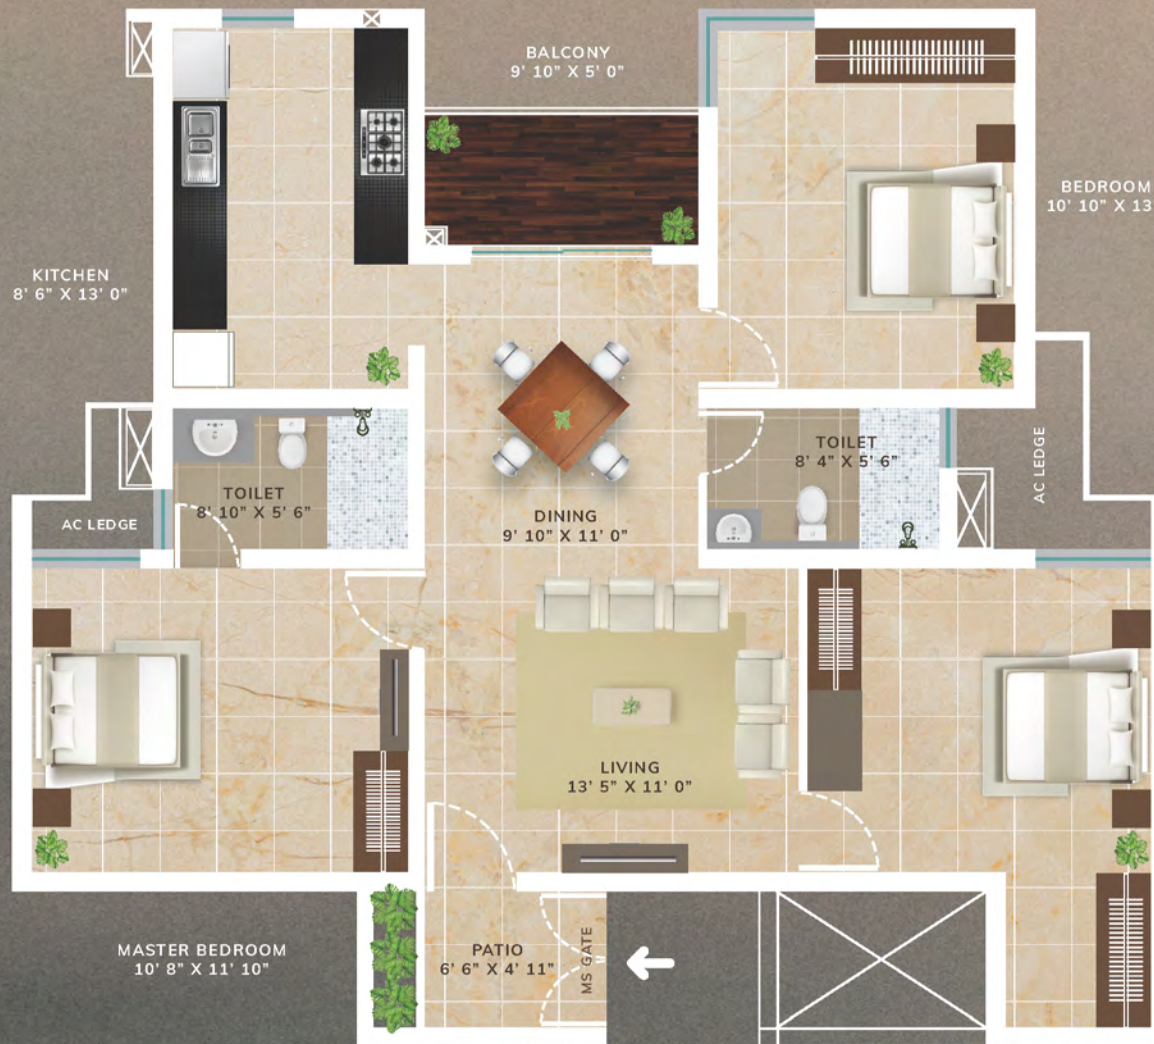 BALCONY
9' 10" X 5' 0"
BEDROOM
10' 10" X 13'
KITCHEN
8' 6" X 13' 0"
TOILET
8' 4" X 5' 6"
AC LEDGE
TOILET
8' 10" X 5' 6"
AC LEDGE
DINING
9' 10" X 11' 0"
LIVING
13' 5" X 11' 0"
MASTER BEDROOM
10' 8" X 11' 10"
PATIO
6' 6" X 4' 11"
MS GATE